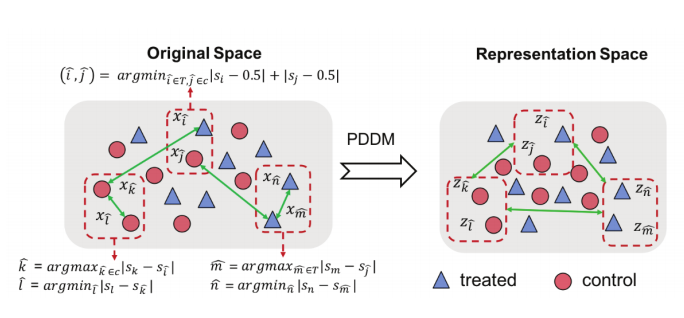 Original Space
Representation Space
(î, ĵ) = argmin_{î∈T,ĵ∈c}|s_i − 0.5| + |s_j − 0.5|
x_î
x_ĵ
x_k̂
x_l̂
x_n̂
x_m̂
PDDM
z_î
z_ĵ
z_k̂
z_l̂
z_n̂
z_m̂
k̂ = argmax_{k̂∈c}|s_k − s_î|
l̂ = argmin_l̂|s_l − s_k̂|
m̂ = argmax_{m̂∈T}|s_m − s_ĵ|
n̂ = argmin_n̂|s_n − s_m̂|
treated
control